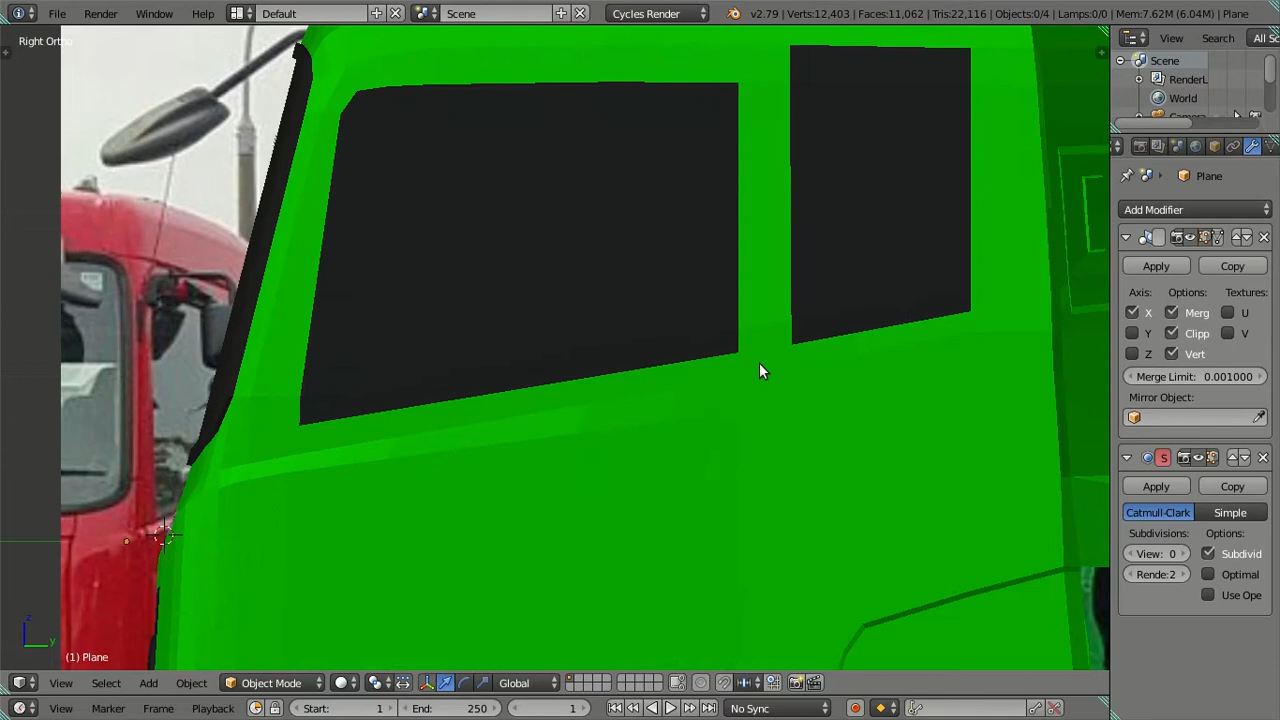 File Render Window Help Default Scene Cycles Render v2.79 | Verts:12,403 | Faces:11,062 | Tris:22,116 | Objects:0/4 | Lamps:0/0 | Mem:7.62M (6.04M) | Plane
Right Ortho
View Search All Sc
Scene
RenderL
World
Plane
Add Modifier
Apply Copy
Axis: Options: Textures:
X Merg U
Y Clipp V
Z Vert
Merge Limit: 0.001000
Mirror Object:
S
Apply Copy
Catmull-Clark Simple
Subdivisions: Options:
View: 0 Subdivid
Rende:2 Optimal
Use Ope
z
y
(1) Plane
View Select Add Object Object Mode Global
View Marker Frame Playback Start: 1 End: 250 1 No Sync